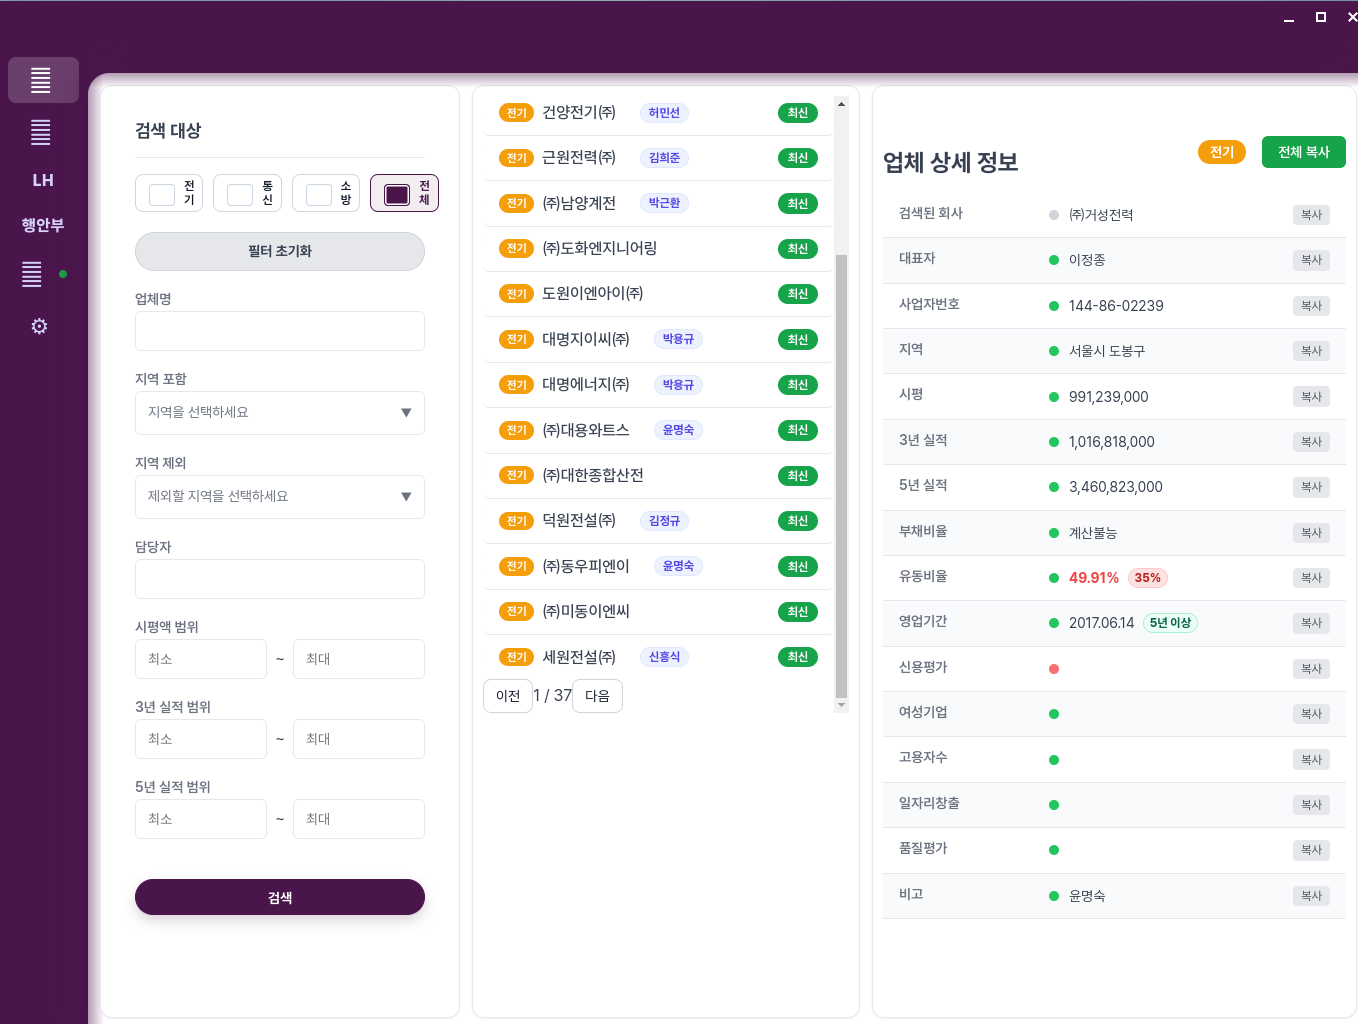 LH
행안부
검색 대상
전기
통신
소방
전체
필터 초기화
업체명
지역 포함
지역을 선택하세요 ▼
지역 제외
제외할 지역을 선택하세요 ▼
담당자
시평액 범위
최소 ~ 최대
3년 실적 범위
최소 ~ 최대
5년 실적 범위
최소 ~ 최대
검색
전기 건양전기㈜ 허민선 최신
전기 근원전력㈜ 김희준 최신
전기 ㈜남양계전 박근환 최신
전기 ㈜도화엔지니어링 최신
전기 도원이엔아이㈜ 최신
전기 대명지이씨㈜ 박용규 최신
전기 대명에너지㈜ 박용규 최신
전기 ㈜대용와트스 윤명숙 최신
전기 ㈜대한종합산전 최신
전기 덕원전설㈜ 김정규 최신
전기 ㈜동우피엔이 윤명숙 최신
전기 ㈜미동이엔씨 최신
전기 세원전설㈜ 신흥식 최신
이전 1 / 37 다음
업체 상세 정보 전기 전체 복사
검색된 회사 ㈜거성전력 복사
대표자 이정종 복사
사업자번호 144-86-02239 복사
지역 서울시 도봉구 복사
시평 991,239,000 복사
3년 실적 1,016,818,000 복사
5년 실적 3,460,823,000 복사
부채비율 계산불능 복사
유동비율 49.91% 35% 복사
영업기간 2017.06.14 5년 이상 복사
신용평가 복사
여성기업 복사
고용자수 복사
일자리창출 복사
품질평가 복사
비고 윤명숙 복사